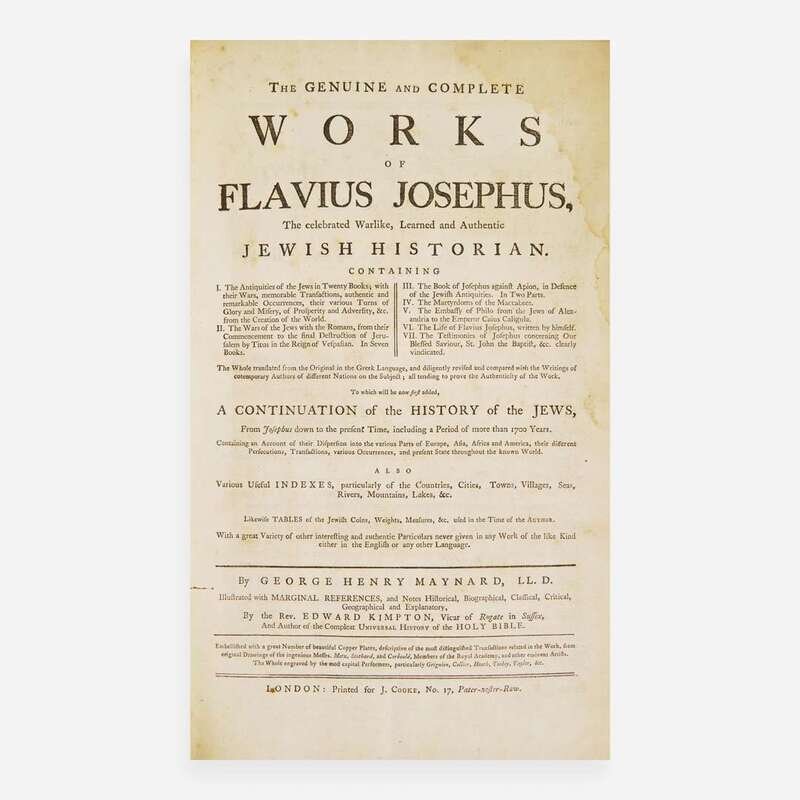 THE GENUINE AND COMPLETE
WORKS
OF
FLAVIUS JOSEPHUS,
The celebrated Warlike, Learned and Authentic
JEWISH HISTORIAN.
CONTAINING
I. The Antiquities of the Jews in Twenty Books; with
their Wars, memorable Transactions, authentic and
remarkable Occurrences, their various Turns of
Glory and Misery, of Prosperity and Adversity, &c.
from the Creation of the World.
II. The Wars of the Jews with the Romans, from their
Commencement to the final Destruction of Jeru-
salem by Titus in the Reign of Vespasian. In Seven
Books.
III. The Book of Josephus against Apion, in Defence
of the Jewish Antiquities. In Two Parts.
IV. The Martyrdom of the Maccabees.
V. The Embassy of Philo from the Jews of Alex-
andria to the Emperor Caius Caligula.
VI. The Life of Flavius Josephus, written by himself.
VII. The Testimonies of Josephus concerning Our
Blessed Saviour, St. John the Baptist, &c. clearly
vindicated.
The Whole translated from the Original in the Greek Language, and diligently revised and compared with the Writings of
cotemporary Authors of different Nations on the Subject; all tending to prove the Authenticity of the Work.
To which will be now first added,
A CONTINUATION of the HISTORY of the JEWS,
From Josephus down to the present Time, including a Period of more than 1700 Years.
Containing an Account of their Dispersion into the various Parts of Europe, Asia, Africa and America, their different
Persecutions, Transactions, various Occurrences, and present State throughout the known World.
ALSO
Various Useful INDEXES, particularly of the Countries, Cities, Towns, Villages, Seas,
Rivers, Mountains, Lakes, &c.
Likewise TABLES of the Jewish Coins, Weights, Measures, &c. used in the Time of the AUTHOR.
With a great Variety of other interesting and authentic Particulars never given in any Work of the like Kind
either in the English or any other Language.
By GEORGE HENRY MAYNARD, LL. D.
Illustrated with MARGINAL REFERENCES, and Notes Historical, Biographical, Classical, Critical,
Geographical and Explanatory,
By the Rev. EDWARD KIMPTON, Vicar of Rogate in Sussex,
And Author of the Compleat UNIVERSAL HISTORY of the HOLY BIBLE.
Embellished with a great Number of beautiful Copper Plates, descriptive of the most distinguished Transactions related in the Work, from
original Drawings of the ingenious Messrs. Metz, Stothard, and Corbould, Members of the Royal Academy, and other eminent Artists.
The Whole engraved by the most capital Performers, particularly Grignion, Collier, Heath, Tookey, Taylor, &c.
LONDON: Printed for J. COOKE, No. 17, Pater-noster-Row.